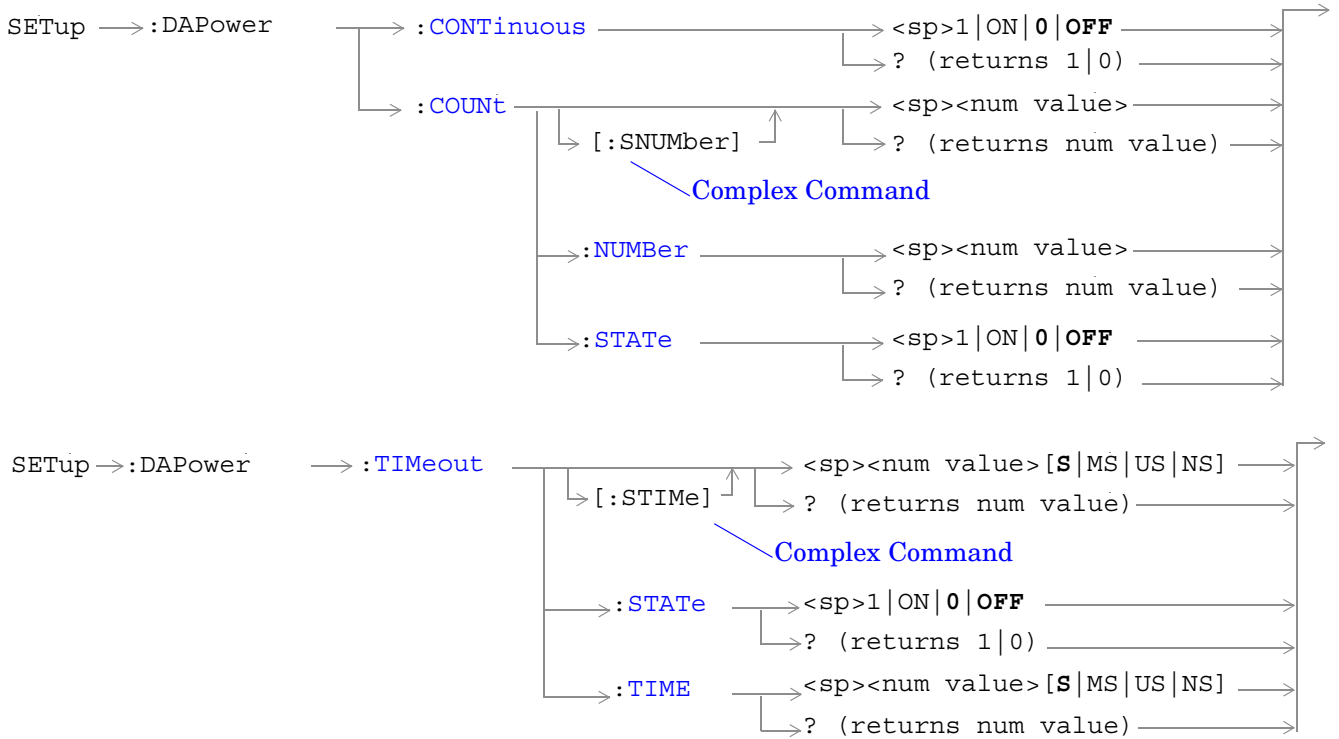 SETup :DAPower :CONTinuous <sp>1|ON|0|OFF
? (returns 1|0)
:COUNt <sp><num value>
[:SNUMber] ? (returns num value)
Complex Command
:NUMBer <sp><num value>
? (returns num value)
:STATe <sp>1|ON|0|OFF
? (returns 1|0)
SETup :DAPower :TIMeout <sp><num value>[S|MS|US|NS]
[:STIMe] ? (returns num value)
Complex Command
:STATe <sp>1|ON|0|OFF
? (returns 1|0)
:TIME <sp><num value>[S|MS|US|NS]
? (returns num value)